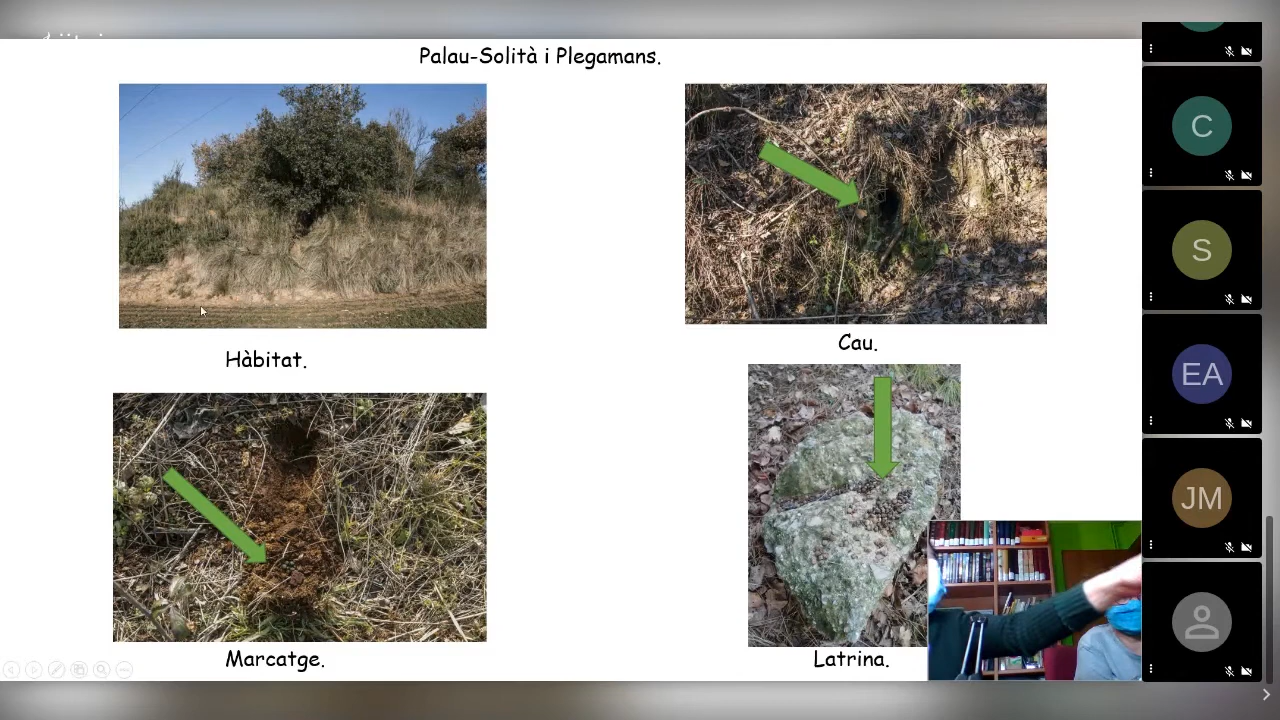 Palau-Solità i Plegamans.
Hàbitat.
Cau.
Marcatge.
Latrina.
C
S
EA
JM